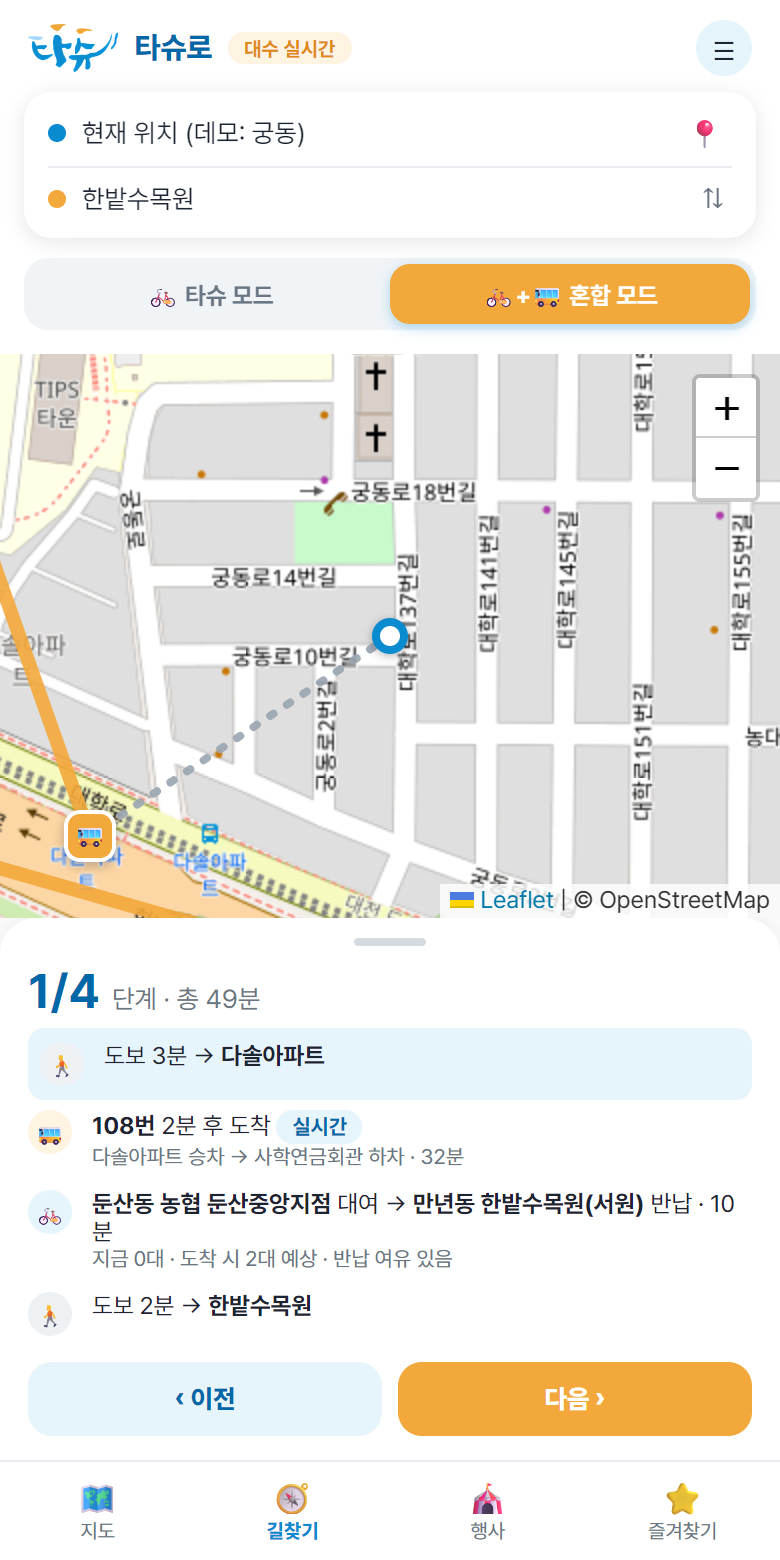 타슈 타슈로 대수 실시간
현재 위치 (데모: 궁동)
한밭수목원
타슈 모드
+ 혼합 모드
TIPS
타운
대학로15
+
−
궁동로18번길
궁동로14번길
대학로137번길
대학로141번길
대학로145번길
대학로155번길
궁동로10번길
궁동로2번길
대학로151번길
농대
대학로
다솔아파
트
Leaflet | © OpenStreetMap
1/4 단계 · 총 49분
도보 3분 → 다솔아파트
108번 2분 후 도착 실시간
다솔아파트 승차 → 사학연금회관 하차 · 32분
둔산동 농협 둔산중앙지점 대여 → 만년동 한밭수목원(서원) 반납 · 10
분
지금 0대 · 도착 시 2대 예상 · 반납 여유 있음
도보 2분 → 한밭수목원
‹ 이전
다음 ›
지도
길찾기
행사
즐겨찾기